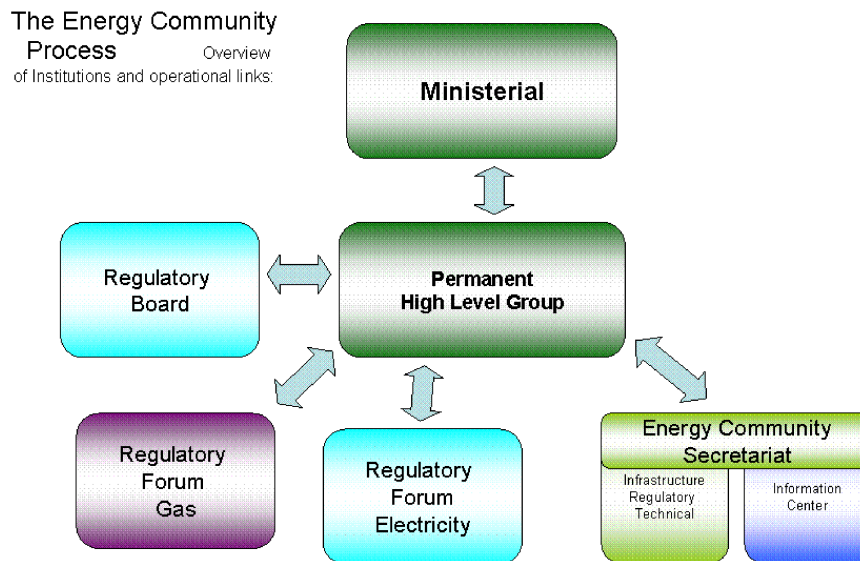 The Energy Community
Process Overview
of Institutions and operational links:
Ministerial
Regulatory
Board
Permanent
High Level Group
Regulatory
Forum
Gas
Regulatory
Forum
Electricity
Energy Community
Secretariat
Infrastructure
Regulatory
Technical
Information
Center